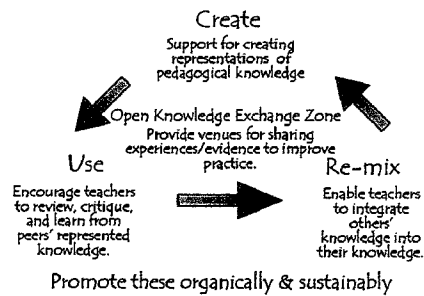 Create
Support for creating
representations of
pedagogical knowledge
Open Knowledge Exchange Zone
Provide venues for sharing
experiences/evidence to improve
practice.
Use
Encourage teachers
to review, critique,
and learn from
peers' represented
knowledge.
Re-mix
Enable teachers
to integrate
others'
knowledge into
their knowledge.
Promote these organically & sustainably